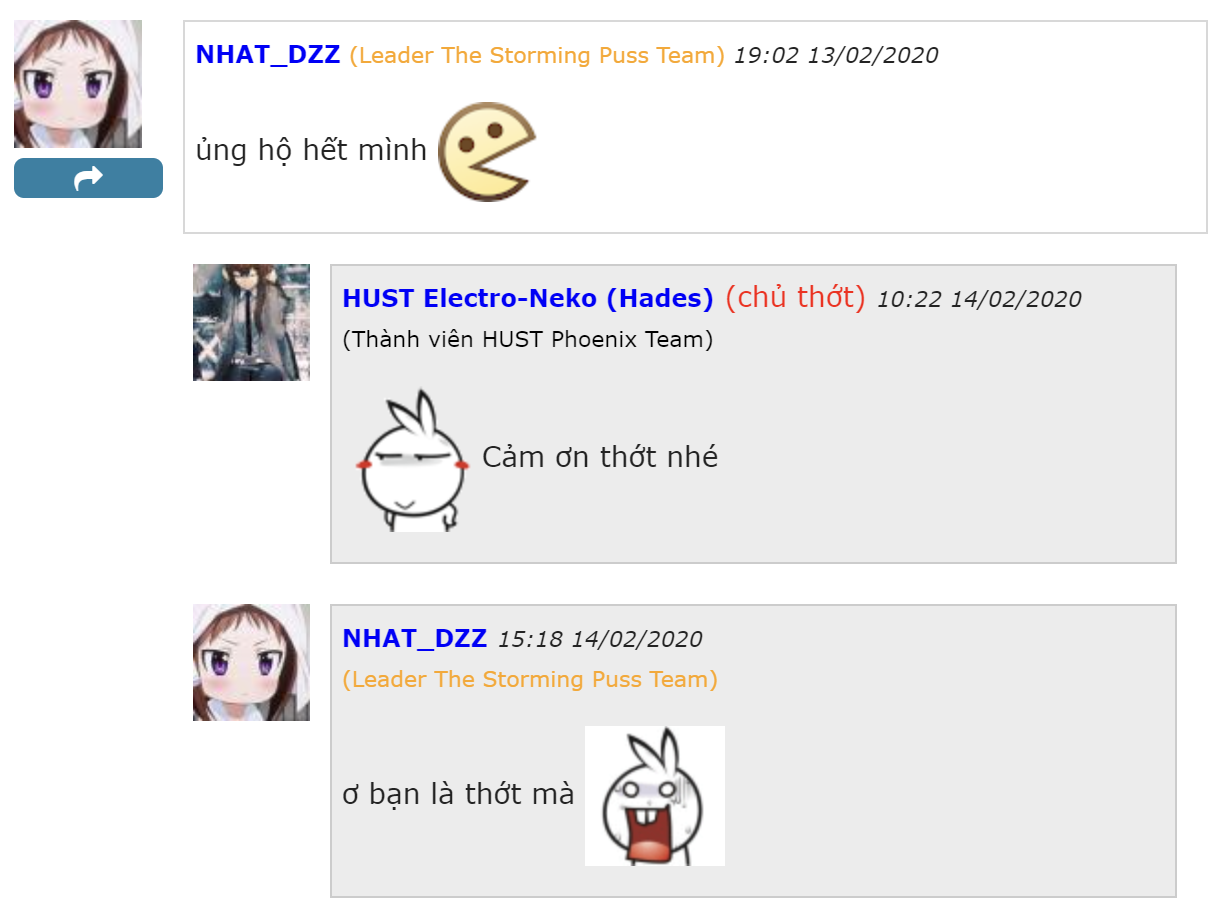 NHAT_DZZ (Leader The Storming Puss Team) 19:02 13/02/2020
ủng hộ hết mình
HUST Electro-Neko (Hades) (chủ thớt) 10:22 14/02/2020
(Thành viên HUST Phoenix Team)
Cảm ơn thớt nhé
NHAT_DZZ 15:18 14/02/2020
(Leader The Storming Puss Team)
ơ bạn là thớt mà